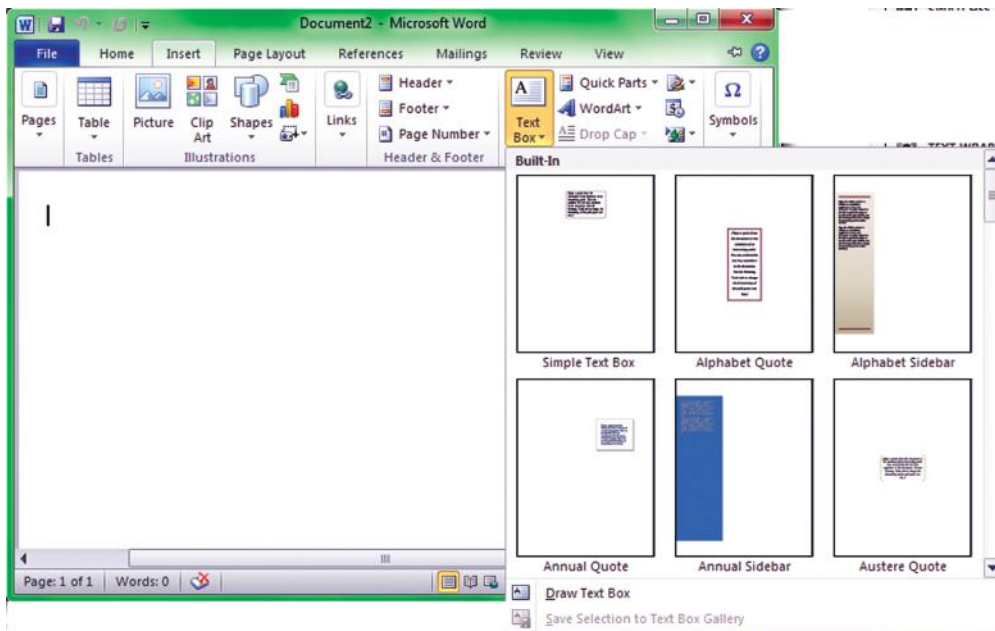 Document2 - Microsoft Word
File Home Insert Page Layout References Mailings Review View
Pages
Table
Picture
Clip Art
Shapes
Links
Header
Footer
Page Number
Text Box
Quick Parts
WordArt
Drop Cap
Symbols
Tables Illustrations Header & Footer
Built-In
Simple Text Box Alphabet Quote Alphabet Sidebar
Annual Quote Annual Sidebar Austere Quote
Page: 1 of 1 Words: 0
Draw Text Box
Save Selection to Text Box Gallery